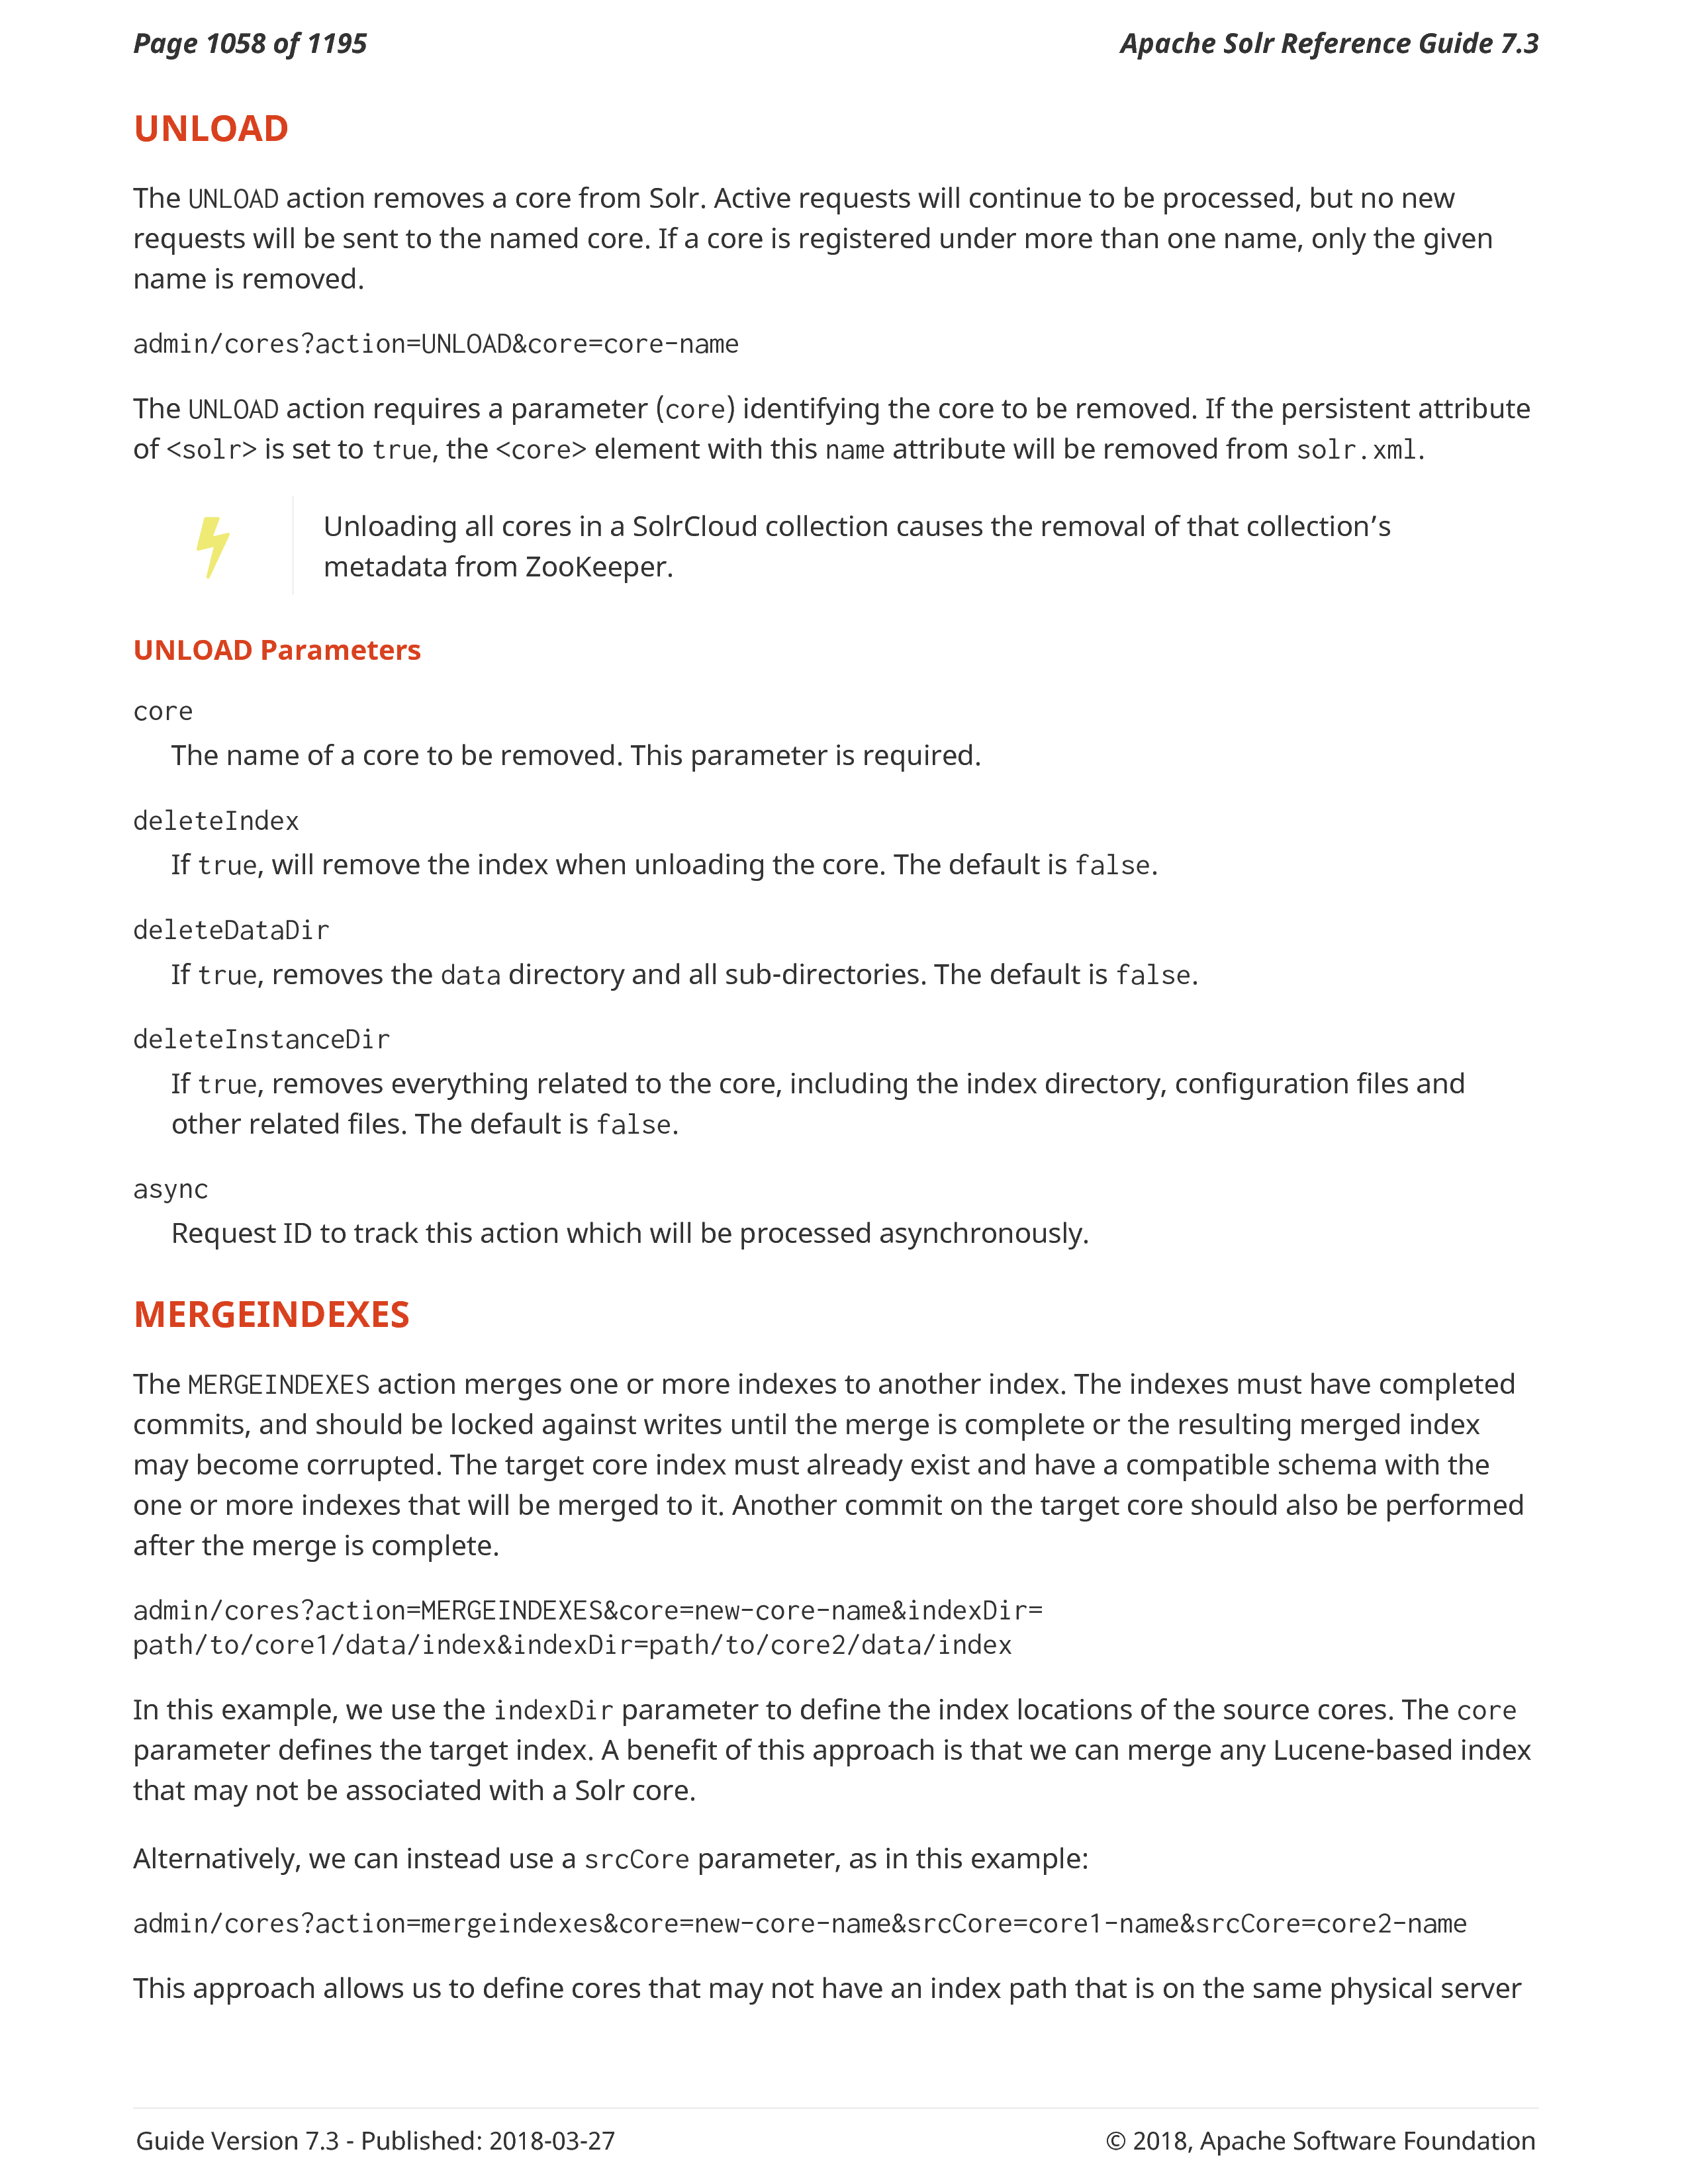 Page 1058 of 1195
Apache Solr Reference Guide 7.3
UNLOAD
The UNLOAD action removes a core from Solr. Active requests will continue to be processed, but no new
requests will be sent to the named core. If a core is registered under more than one name, only the given
name is removed.
admin/cores?action=UNLOAD&core=core-name
The UNLOAD action requires a parameter (core) identifying the core to be removed. If the persistent attribute
of <solr> is set to true, the <core> element with this name attribute will be removed from solr.xml.
Unloading all cores in a SolrCloud collection causes the removal of that collection’s
metadata from ZooKeeper.
UNLOAD Parameters
core
The name of a core to be removed. This parameter is required.
deleteIndex
If true, will remove the index when unloading the core. The default is false.
deleteDataDir
If true, removes the data directory and all sub-directories. The default is false.
deleteInstanceDir
If true, removes everything related to the core, including the index directory, configuration files and
other related files. The default is false.
async
Request ID to track this action which will be processed asynchronously.
MERGEINDEXES
The MERGEINDEXES action merges one or more indexes to another index. The indexes must have completed
commits, and should be locked against writes until the merge is complete or the resulting merged index
may become corrupted. The target core index must already exist and have a compatible schema with the
one or more indexes that will be merged to it. Another commit on the target core should also be performed
after the merge is complete.
admin/cores?action=MERGEINDEXES&core=new-core-name&indexDir=
path/to/core1/data/index&indexDir=path/to/core2/data/index
In this example, we use the indexDir parameter to define the index locations of the source cores. The core
parameter defines the target index. A benefit of this approach is that we can merge any Lucene-based index
that may not be associated with a Solr core.
Alternatively, we can instead use a srcCore parameter, as in this example:
admin/cores?action=mergeindexes&core=new-core-name&srcCore=core1-name&srcCore=core2-name
This approach allows us to define cores that may not have an index path that is on the same physical server
Guide Version 7.3 - Published: 2018-03-27
© 2018, Apache Software Foundation